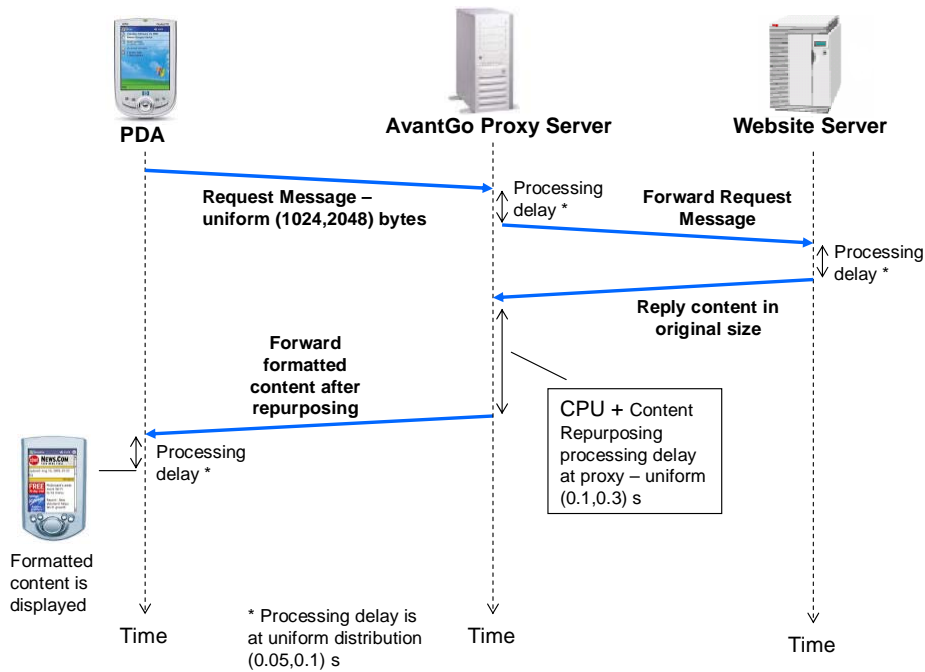 PDA
AvantGo Proxy Server
Website Server
Request Message –
uniform (1024,2048) bytes
Processing
delay *
Forward Request
Message
Processing
delay *
Reply content in
original size
Forward
formatted
content after
repurposing
CPU + Content
Repurposing
processing delay
at proxy – uniform
(0.1,0.3) s
Processing
delay *
NEWS.COM
FREE
Formatted
content is
displayed
Time
* Processing delay is
at uniform distribution
(0.05,0.1) s
Time
Time